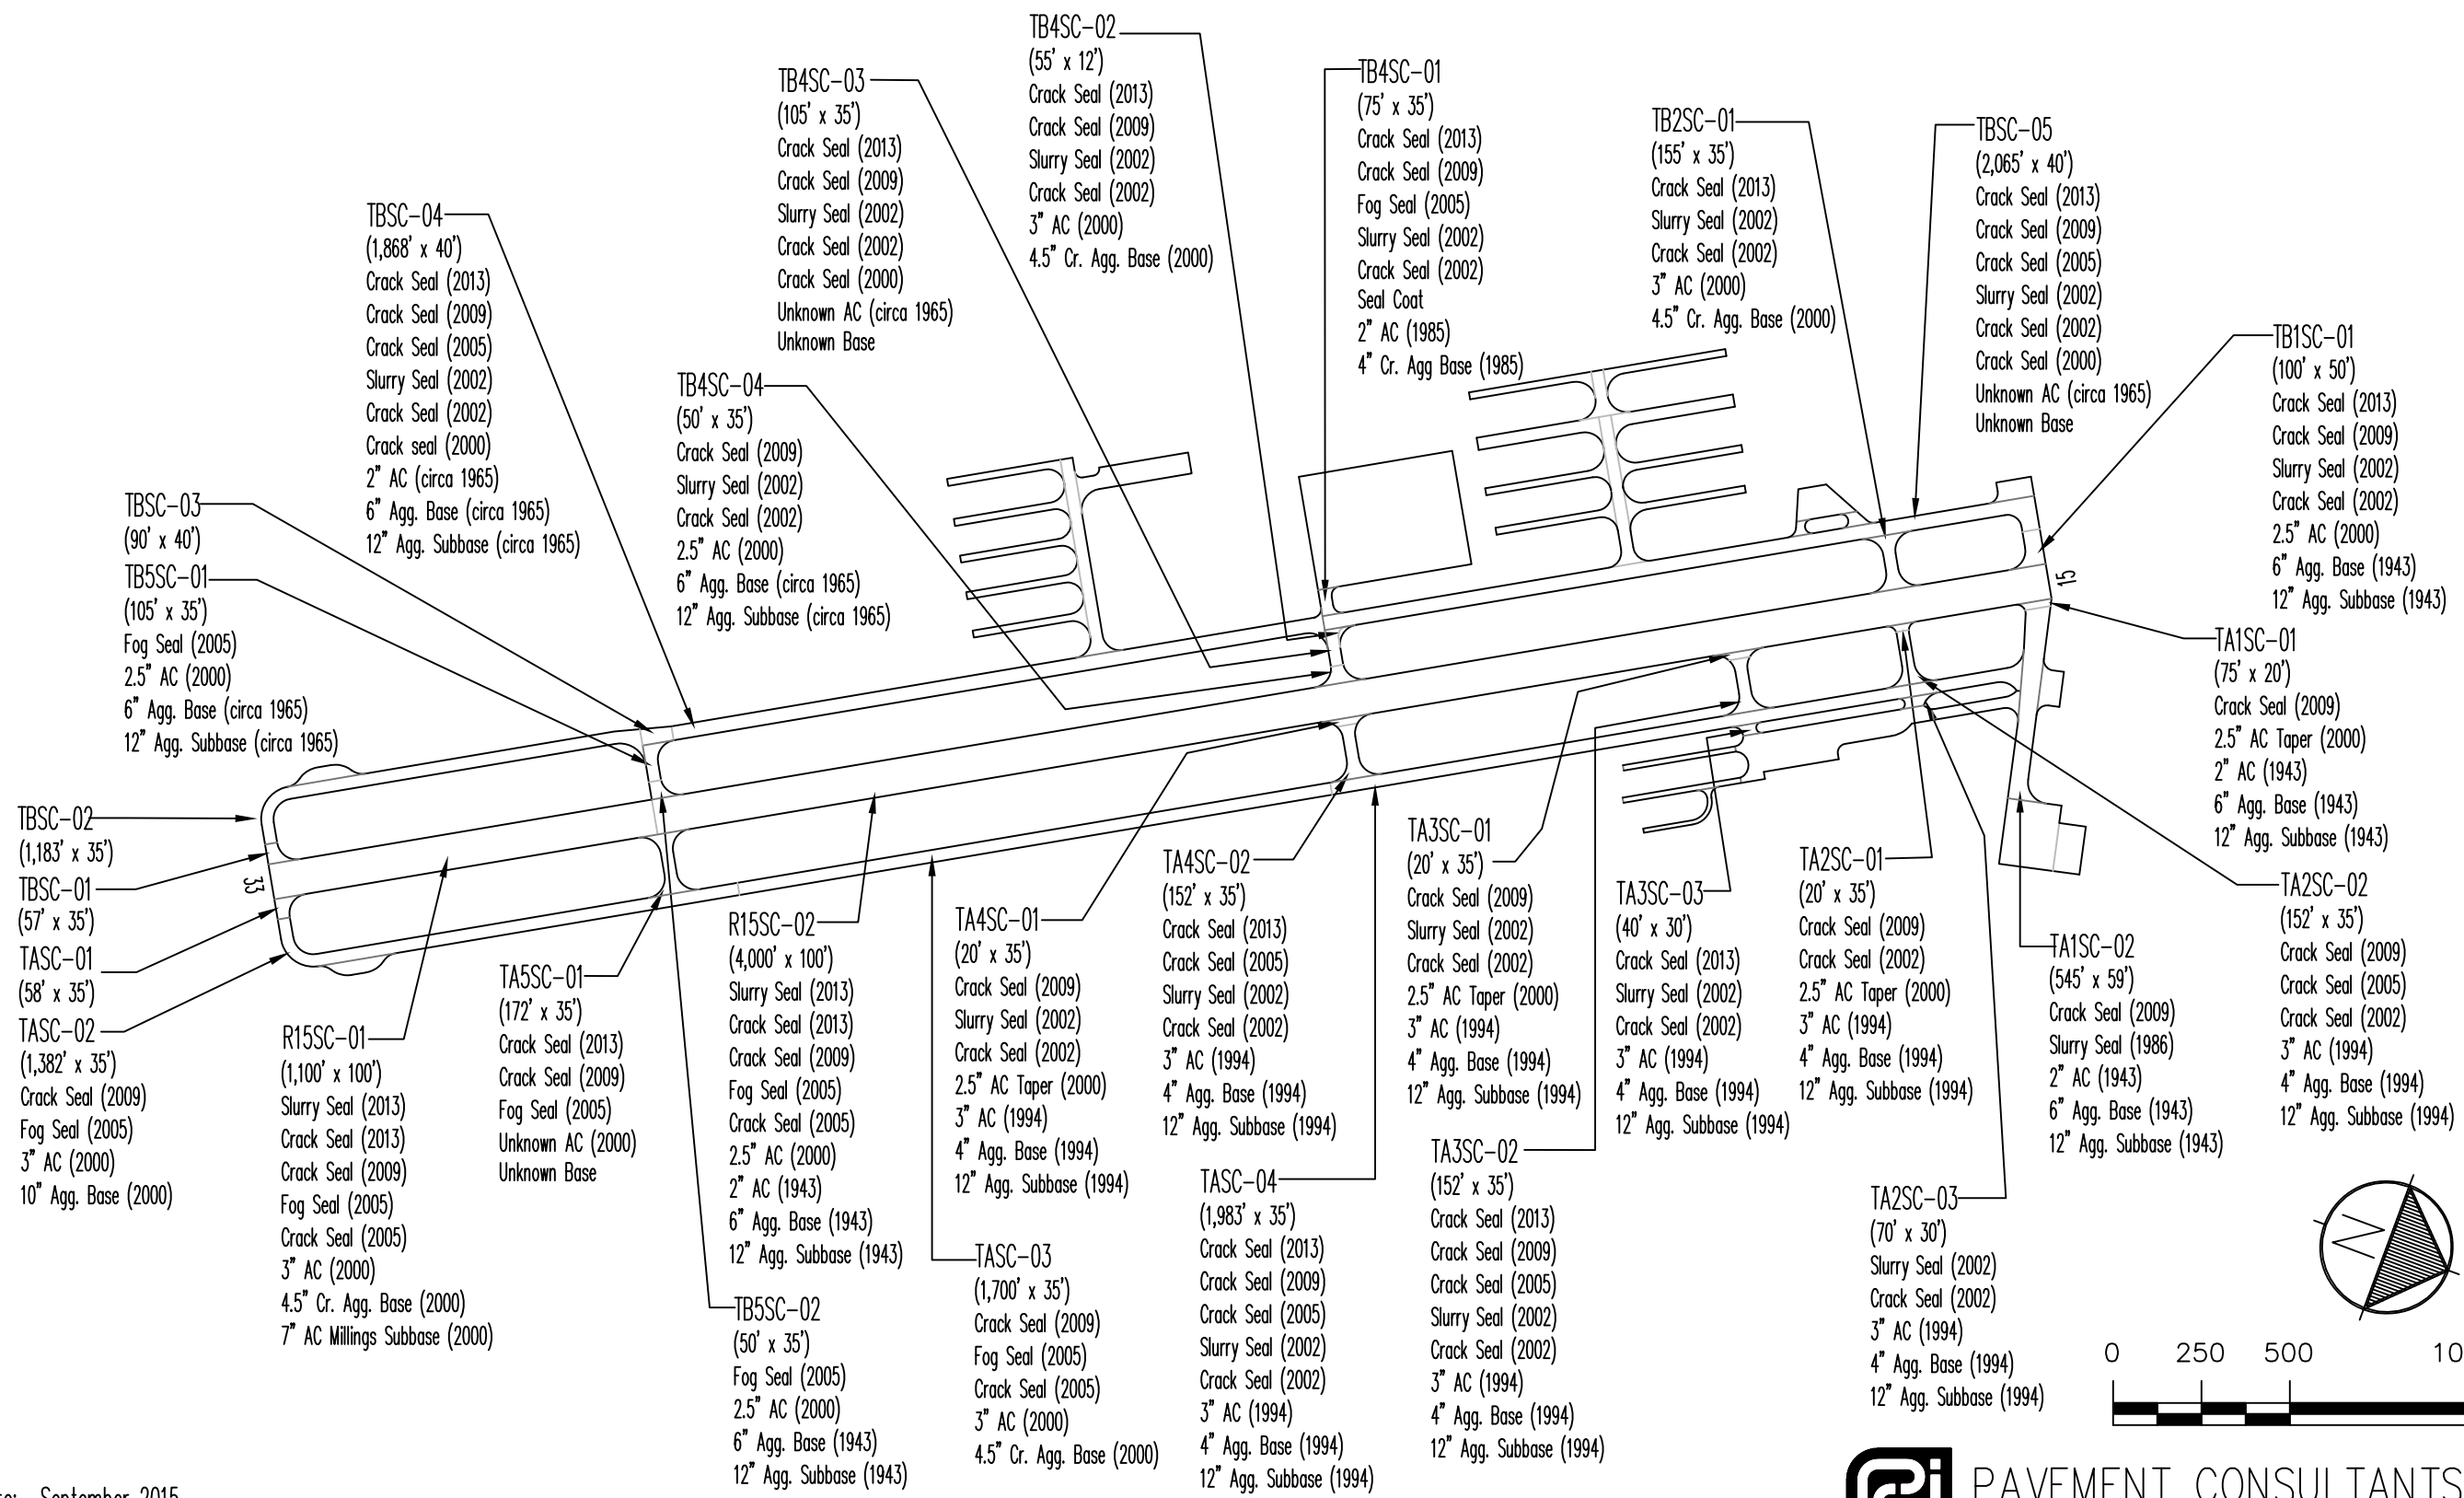 TB4SC-02
(55' x 12')
Crack Seal (2013)
Crack Seal (2009)
Slurry Seal (2002)
Crack Seal (2002)
3" AC (2000)
4.5" Cr. Agg. Base (2000)
TB4SC-03
(105' x 35')
Crack Seal (2013)
Crack Seal (2009)
Slurry Seal (2002)
Crack Seal (2002)
Crack Seal (2000)
Unknown AC (circa 1965)
Unknown Base
TB4SC-01
(75' x 35')
Crack Seal (2013)
Crack Seal (2009)
Fog Seal (2005)
Slurry Seal (2002)
Crack Seal (2002)
Seal Coat
2" AC (1985)
4" Cr. Agg Base (1985)
TB2SC-01
(155' x 35')
Crack Seal (2013)
Slurry Seal (2002)
Crack Seal (2002)
3" AC (2000)
4.5" Cr. Agg. Base (2000)
TBSC-05
(2,065' x 40')
Crack Seal (2013)
Crack Seal (2009)
Crack Seal (2005)
Slurry Seal (2002)
Crack Seal (2002)
Crack Seal (2000)
Unknown AC (circa 1965)
Unknown Base
TBSC-04
(1,868' x 40')
Crack Seal (2013)
Crack Seal (2009)
Crack Seal (2005)
Slurry Seal (2002)
Crack Seal (2002)
Crack seal (2000)
2" AC (circa 1965)
6" Agg. Base (circa 1965)
12" Agg. Subbase (circa 1965)
TB1SC-01
(100' x 50')
Crack Seal (2013)
Crack Seal (2009)
Slurry Seal (2002)
Crack Seal (2002)
2.5" AC (2000)
6" Agg. Base (1943)
12" Agg. Subbase (1943)
TB4SC-04
(50' x 35')
Crack Seal (2009)
Slurry Seal (2002)
Crack Seal (2002)
2.5" AC (2000)
6" Agg. Base (circa 1965)
12" Agg. Subbase (circa 1965)
TBSC-03
(90' x 40')
TB5SC-01
(105' x 35')
Fog Seal (2005)
2.5" AC (2000)
6" Agg. Base (circa 1965)
12" Agg. Subbase (circa 1965)
15
TA1SC-01
(75' x 20')
Crack Seal (2009)
2.5" AC Taper (2000)
2" AC (1943)
6" Agg. Base (1943)
12" Agg. Subbase (1943)
TBSC-02
(1,183' x 35')
TBSC-01
(57' x 35')
33
TASC-01
(58' x 35')
TASC-02
(1,382' x 35')
Crack Seal (2009)
Fog Seal (2005)
3" AC (2000)
10" Agg. Base (2000)
R15SC-01
(1,100' x 100')
Slurry Seal (2013)
Crack Seal (2013)
Crack Seal (2009)
Fog Seal (2005)
Crack Seal (2005)
3" AC (2000)
4.5" Cr. Agg. Base (2000)
7" AC Millings Subbase (2000)
TA5SC-01
(172' x 35')
Crack Seal (2013)
Crack Seal (2009)
Fog Seal (2005)
Unknown AC (2000)
Unknown Base
R15SC-02
(4,000' x 100')
Slurry Seal (2013)
Crack Seal (2013)
Crack Seal (2009)
Fog Seal (2005)
Crack Seal (2005)
2.5" AC (2000)
2" AC (1943)
6" Agg. Base (1943)
12" Agg. Subbase (1943)
TB5SC-02
(50' x 35')
Fog Seal (2005)
2.5" AC (2000)
6" Agg. Base (1943)
12" Agg. Subbase (1943)
TA4SC-01
(20' x 35')
Crack Seal (2009)
Slurry Seal (2002)
Crack Seal (2002)
2.5" AC Taper (2000)
3" AC (1994)
4" Agg. Base (1994)
12" Agg. Subbase (1994)
TASC-03
(1,700' x 35')
Crack Seal (2009)
Fog Seal (2005)
Crack Seal (2005)
3" AC (2000)
4.5" Cr. Agg. Base (2000)
TA4SC-02
(152' x 35')
Crack Seal (2013)
Crack Seal (2005)
Slurry Seal (2002)
Crack Seal (2002)
3" AC (1994)
4" Agg. Base (1994)
12" Agg. Subbase (1994)
TASC-04
(1,983' x 35')
Crack Seal (2013)
Crack Seal (2009)
Crack Seal (2005)
Slurry Seal (2002)
Crack Seal (2002)
3" AC (1994)
4" Agg. Base (1994)
12" Agg. Subbase (1994)
TA3SC-01
(20' x 35')
Crack Seal (2009)
Slurry Seal (2002)
Crack Seal (2002)
2.5" AC Taper (2000)
3" AC (1994)
4" Agg. Base (1994)
12" Agg. Subbase (1994)
TA3SC-02
(152' x 35')
Crack Seal (2013)
Crack Seal (2009)
Crack Seal (2005)
Slurry Seal (2002)
Crack Seal (2002)
3" AC (1994)
4" Agg. Base (1994)
12" Agg. Subbase (1994)
TA3SC-03
(40' x 30')
Crack Seal (2013)
Slurry Seal (2002)
Crack Seal (2002)
3" AC (1994)
4" Agg. Base (1994)
12" Agg. Subbase (1994)
TA2SC-01
(20' x 35')
Crack Seal (2009)
Crack Seal (2002)
2.5" AC Taper (2000)
3" AC (1994)
4" Agg. Base (1994)
12" Agg. Subbase (1994)
TA2SC-03
(70' x 30')
Slurry Seal (2002)
Crack Seal (2002)
3" AC (1994)
4" Agg. Base (1994)
12" Agg. Subbase (1994)
TA1SC-02
(545' x 59')
Crack Seal (2009)
Slurry Seal (1986)
2" AC (1943)
6" Agg. Base (1943)
12" Agg. Subbase (1943)
TA2SC-02
(152' x 35')
Crack Seal (2009)
Crack Seal (2005)
Crack Seal (2002)
3" AC (1994)
4" Agg. Base (1994)
12" Agg. Subbase (1994)
N
0 250 500 10
September 2015
PAVEMENT CONSULTANTS